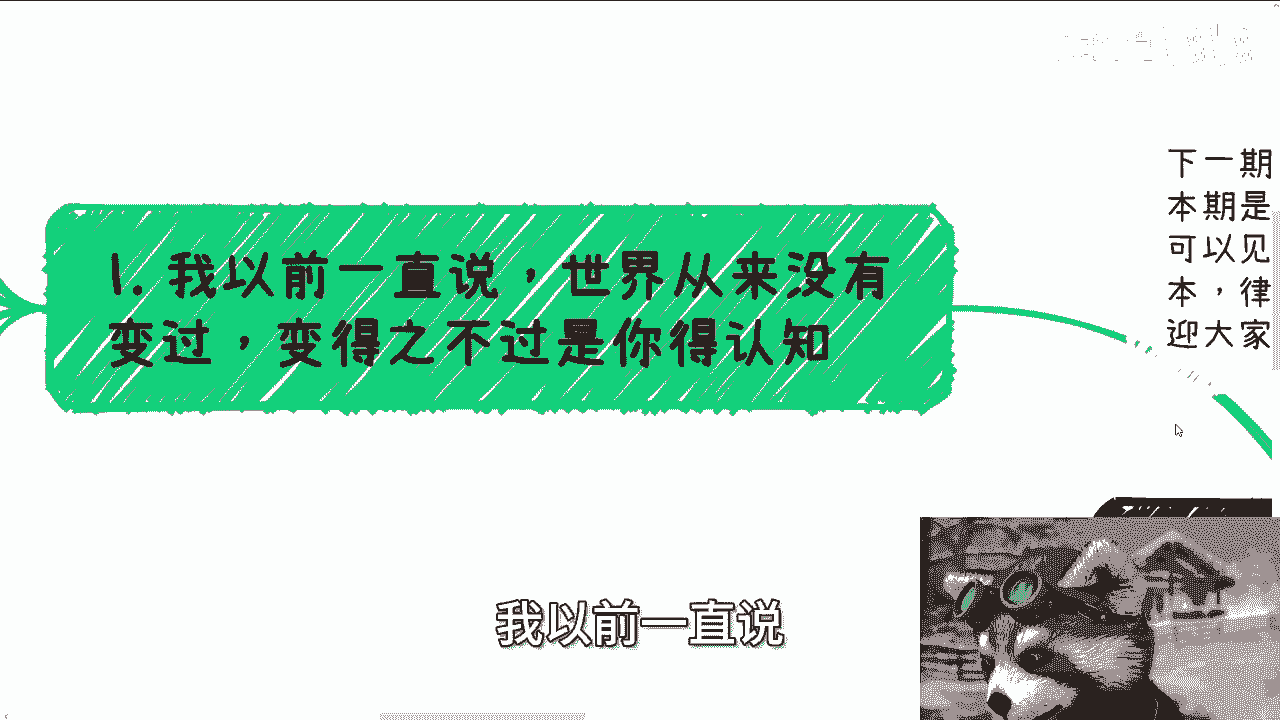 1. 我以前一直说，世界从来没有
变过，变得之不过是你得认知
下一期
本期是
可以见
本，律
迎大家
我以前一直说